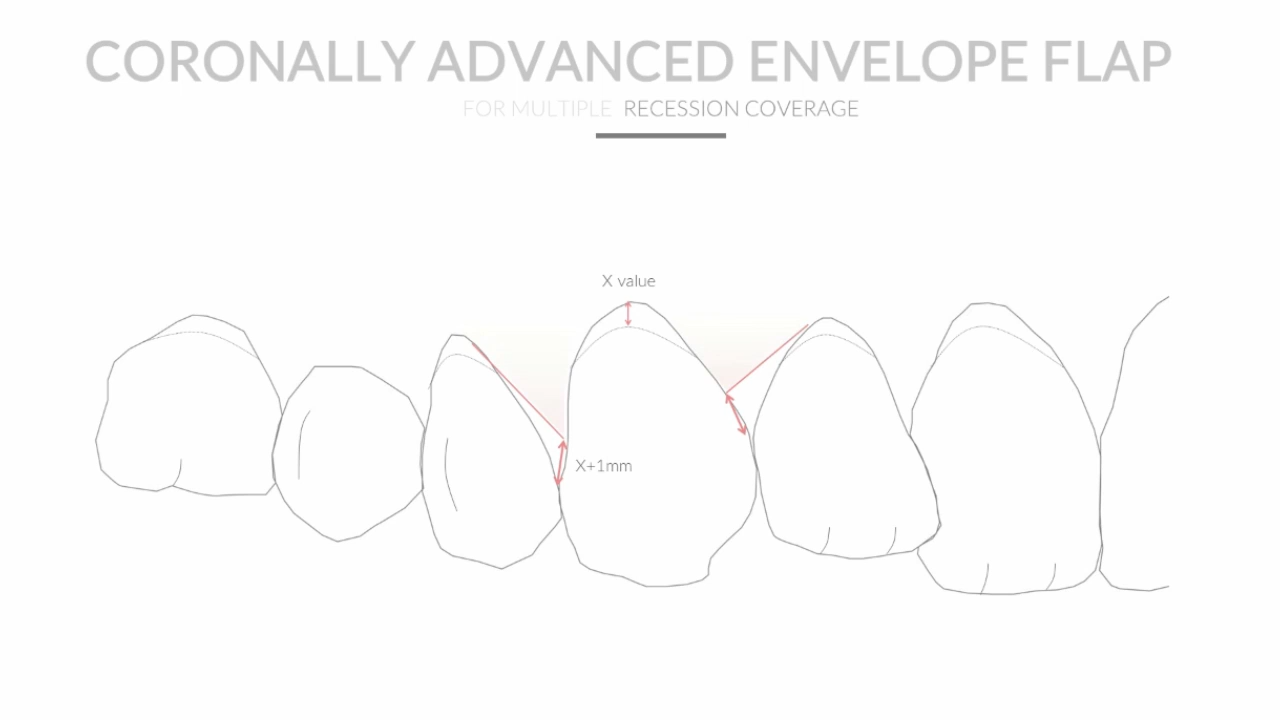 CORONALLY ADVANCED ENVELOPE FLAP
FOR MULTIPLE RECESSION COVERAGE
X value
X+1mm